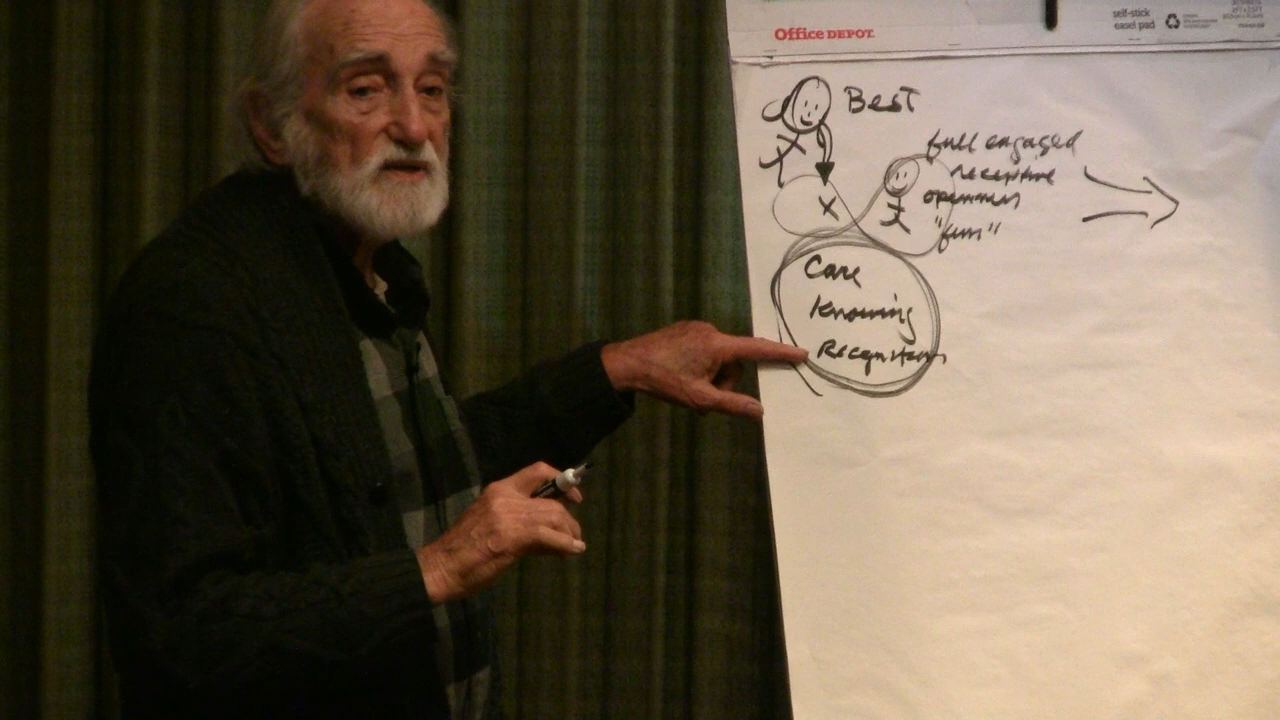 Office DEPOT.
self-stick
easel pad
Best
full engaged
receptive
openness
"fun"
X
Care
Knowing
Recognition